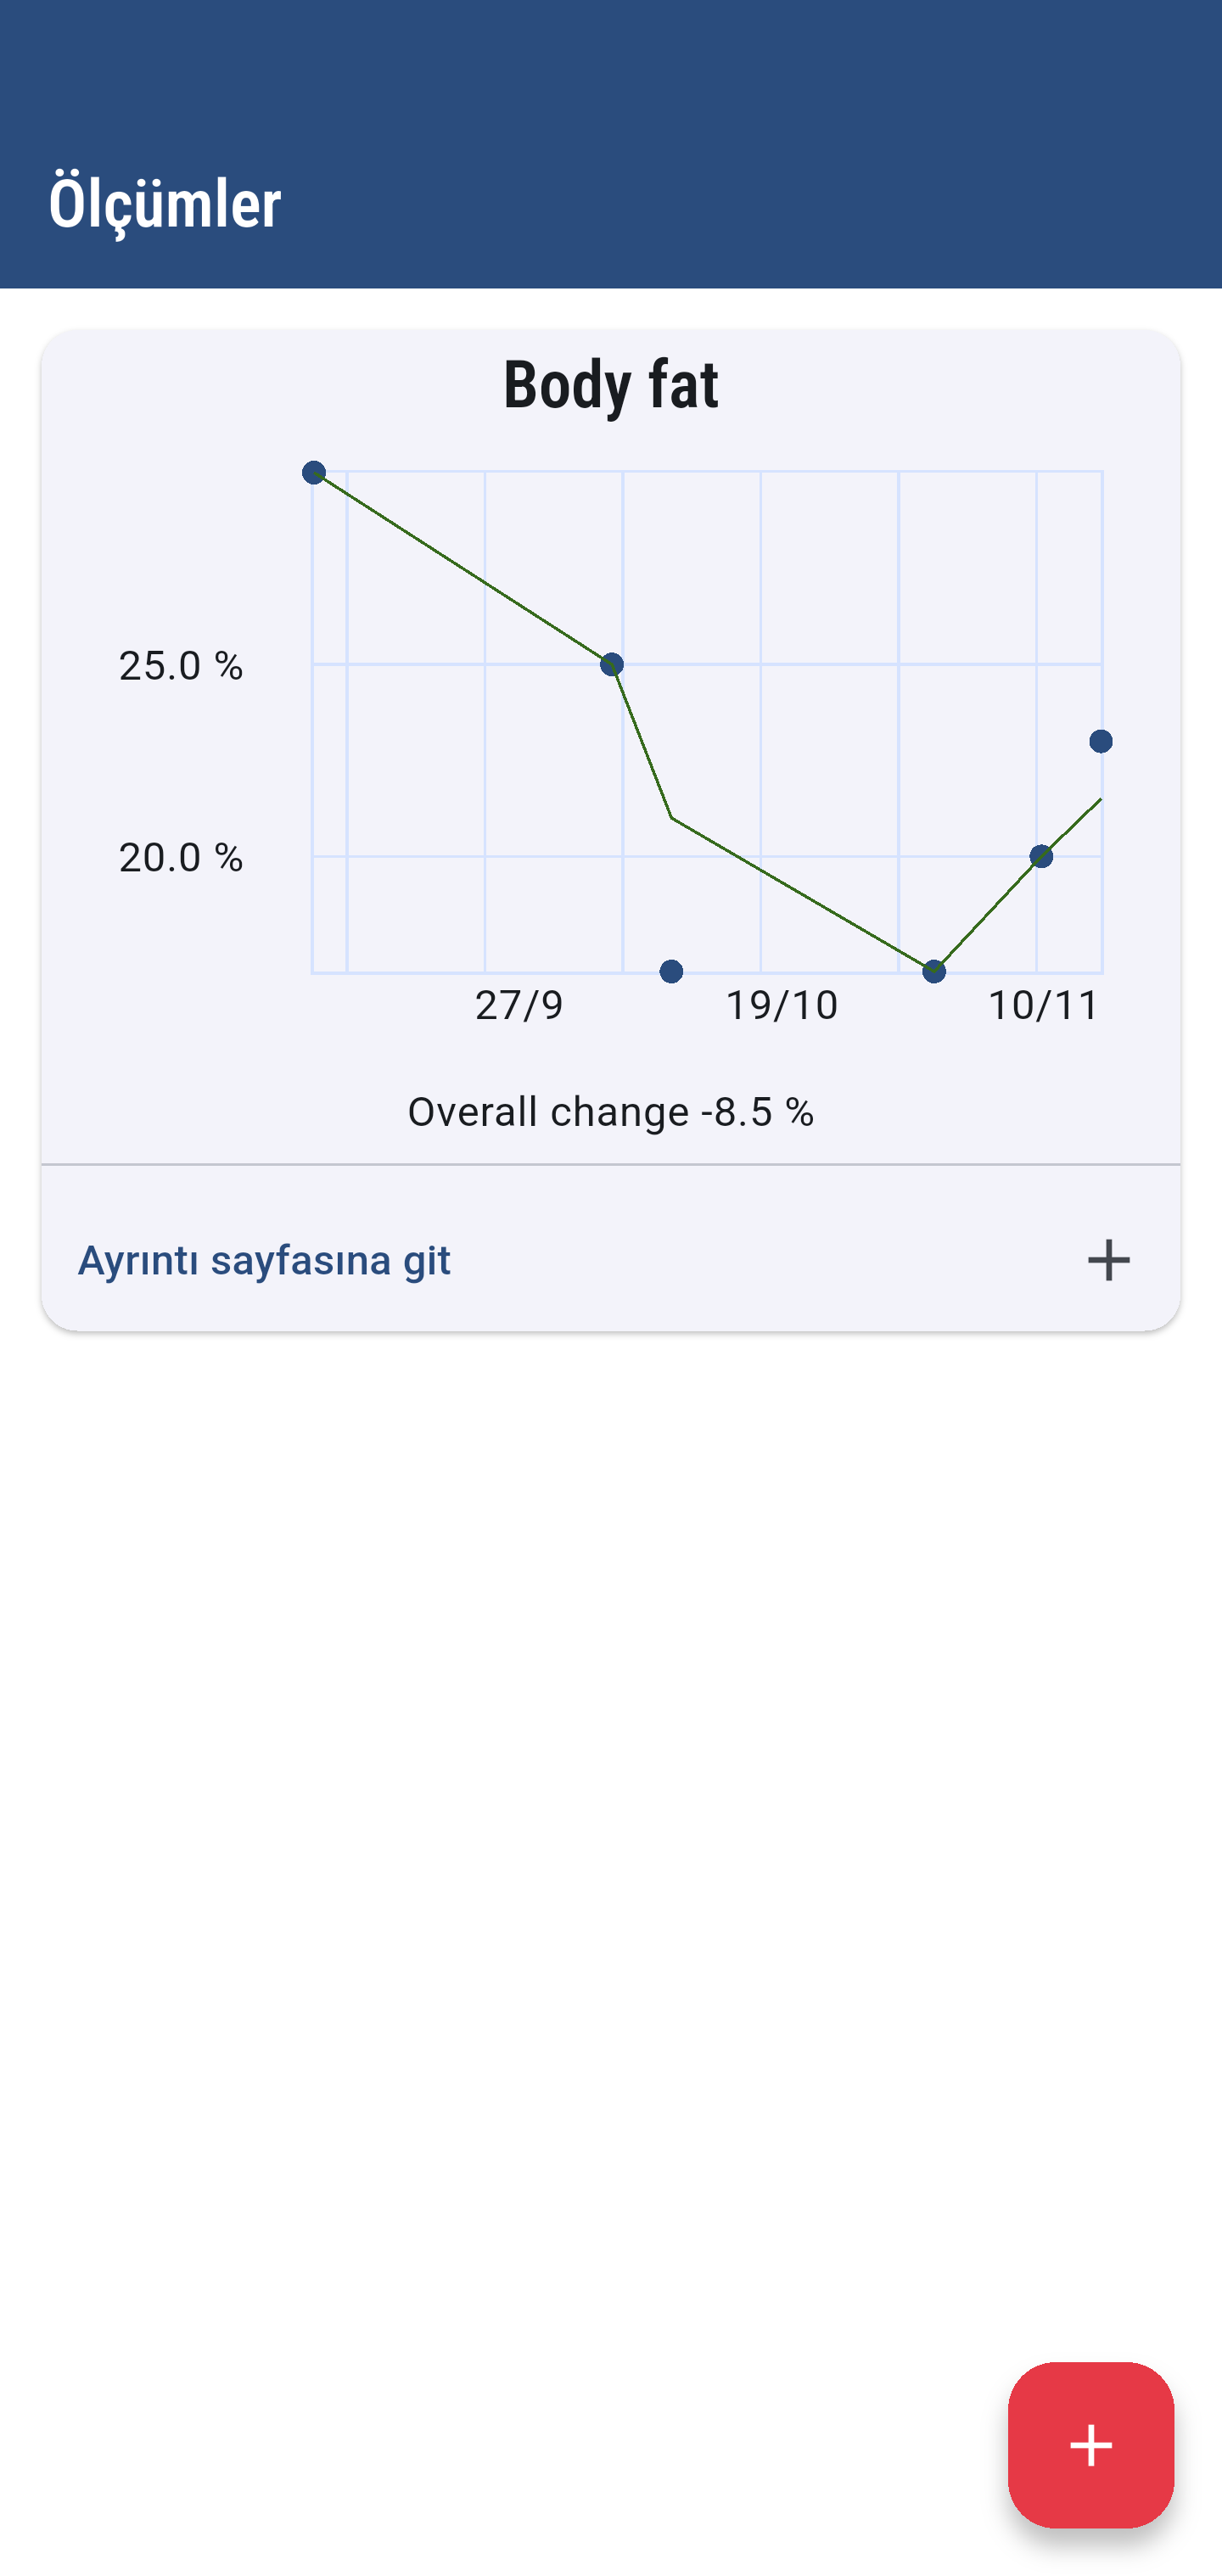 Ölçümler
Body fat
25.0 %
20.0 %
27/9 19/10 10/11
Overall change -8.5 %
Ayrıntı sayfasına git